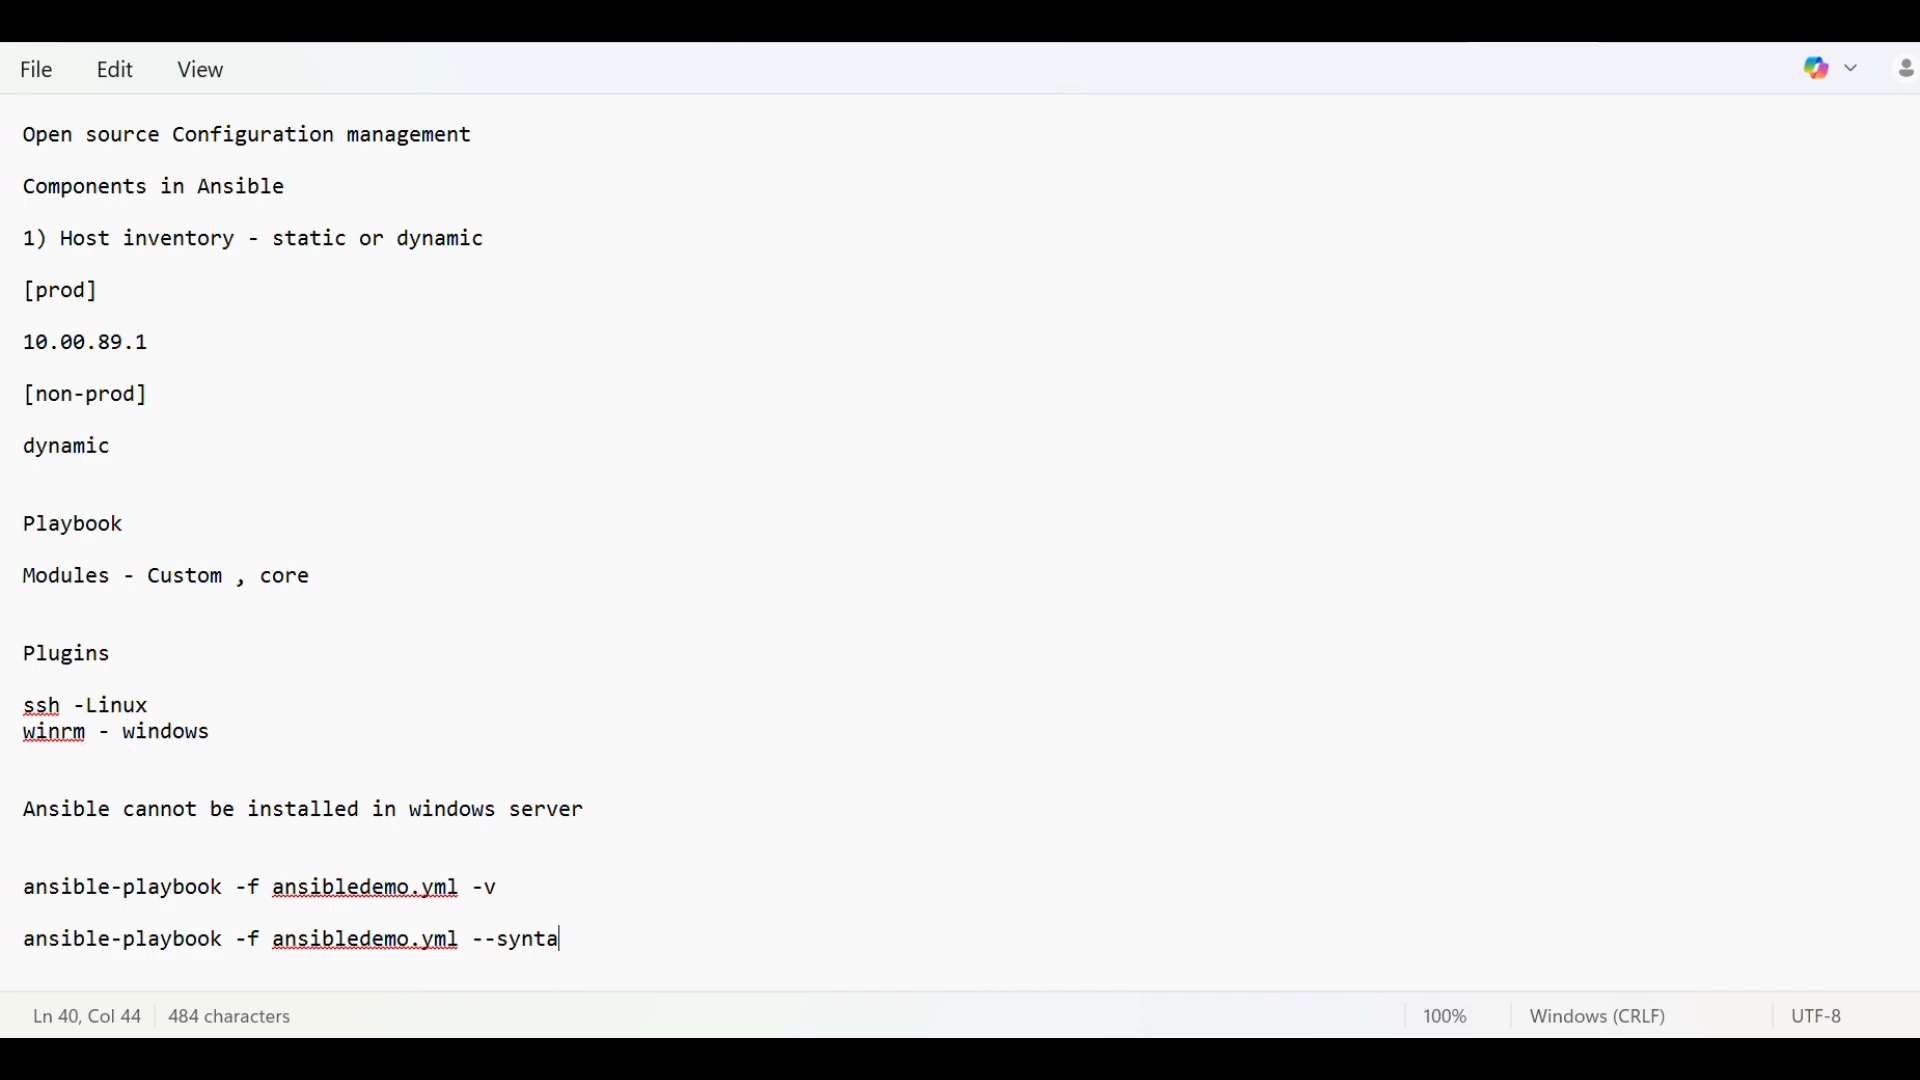 File Edit View
Open source Configuration management
Components in Ansible
1) Host inventory - static or dynamic
[prod]
10.00.89.1
[non-prod]
dynamic
Playbook
Modules - Custom , core
Plugins
ssh -Linux
winrm - windows
Ansible cannot be installed in windows server
ansible-playbook -f ansibledemo.yml -v
ansible-playbook -f ansibledemo.yml --synta
Ln 40, Col 44 484 characters 100% Windows (CRLF) UTF-8